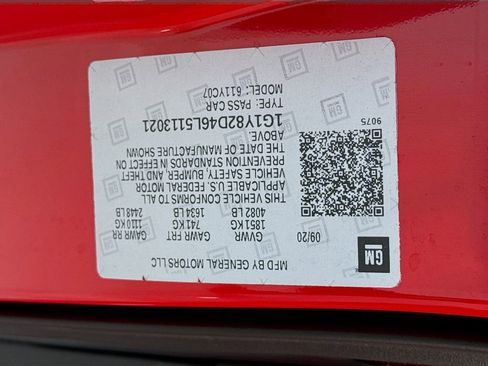 GM
MFD BY GENERAL MOTORS LLC
09/20 GVWR GAWR FRT GAWR RR
1851 KG 741 KG 1110 KG
4082 LB 1634 LB 2448 LB
THIS VEHICLE CONFORMS TO ALL
APPLICABLE U.S. FEDERAL MOTOR
VEHICLE SAFETY, BUMPER, AND THEFT
PREVENTION STANDARDS IN EFFECT ON
THE DATE OF MANUFACTURE SHOWN
ABOVE.
1G1Y82D46L5113021
TYPE: PASS CAR
MODEL: 611YC07
9075